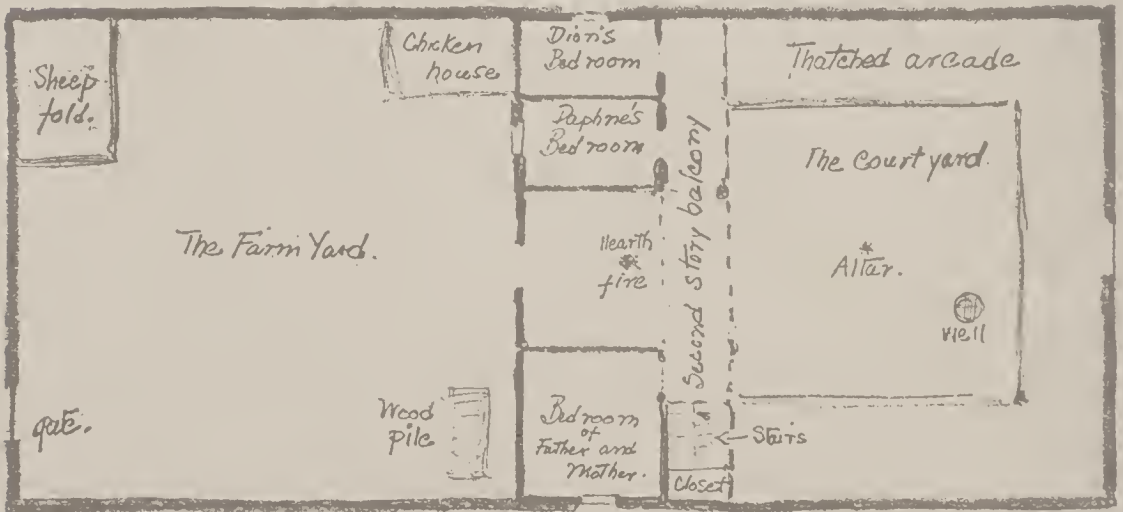 Sheep
fold.
Chicken
house
Dion's
Bedroom
Daphne's
Bedroom
Thatched arcade
The Court yard.
Second story balcony
The Farm Yard.
Hearth
fire
Altar.
Well
gate.
Wood
pile
Bedroom
of
Father and
Mother.
Stairs
Closet